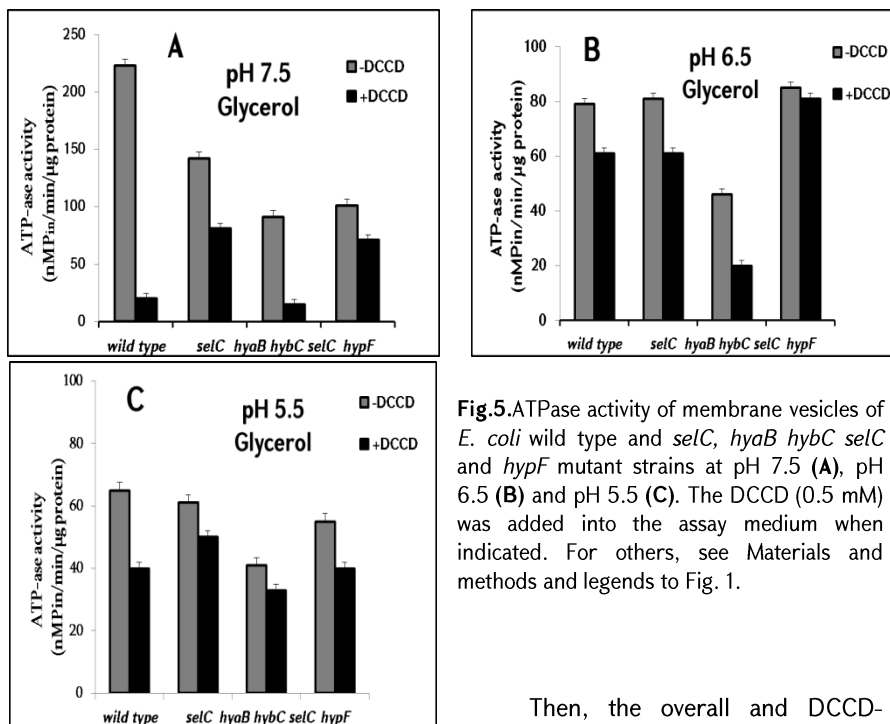 A
pH 7.5
Glycerol
-DCCD
+DCCD
ATP-ase activity
(nMPin/min/µg protein)
250
200
150
100
50
0
wild type selC hyaB hybC selC hypF
B
pH 6.5
Glycerol
-DCCD
+DCCD
ATP-ase activity
(nMPin/min/µg protein)
100
80
60
40
20
0
wild type selC hyaB hybC selC hypF
C
pH 5.5
Glycerol
-DCCD
+DCCD
ATP-ase activity
(nMPin/min/µg protein)
100
80
60
40
20
0
wild type selC hyaB hybC selC hypF
Fig.5.ATPase activity of membrane vesicles of
E. coli wild type and selC, hyaB hybC selC
and hypF mutant strains at pH 7.5 (A), pH
6.5 (B) and pH 5.5 (C). The DCCD (0.5 mM)
was added into the assay medium when
indicated. For others, see Materials and
methods and legends to Fig. 1.
Then, the overall and DCCD-